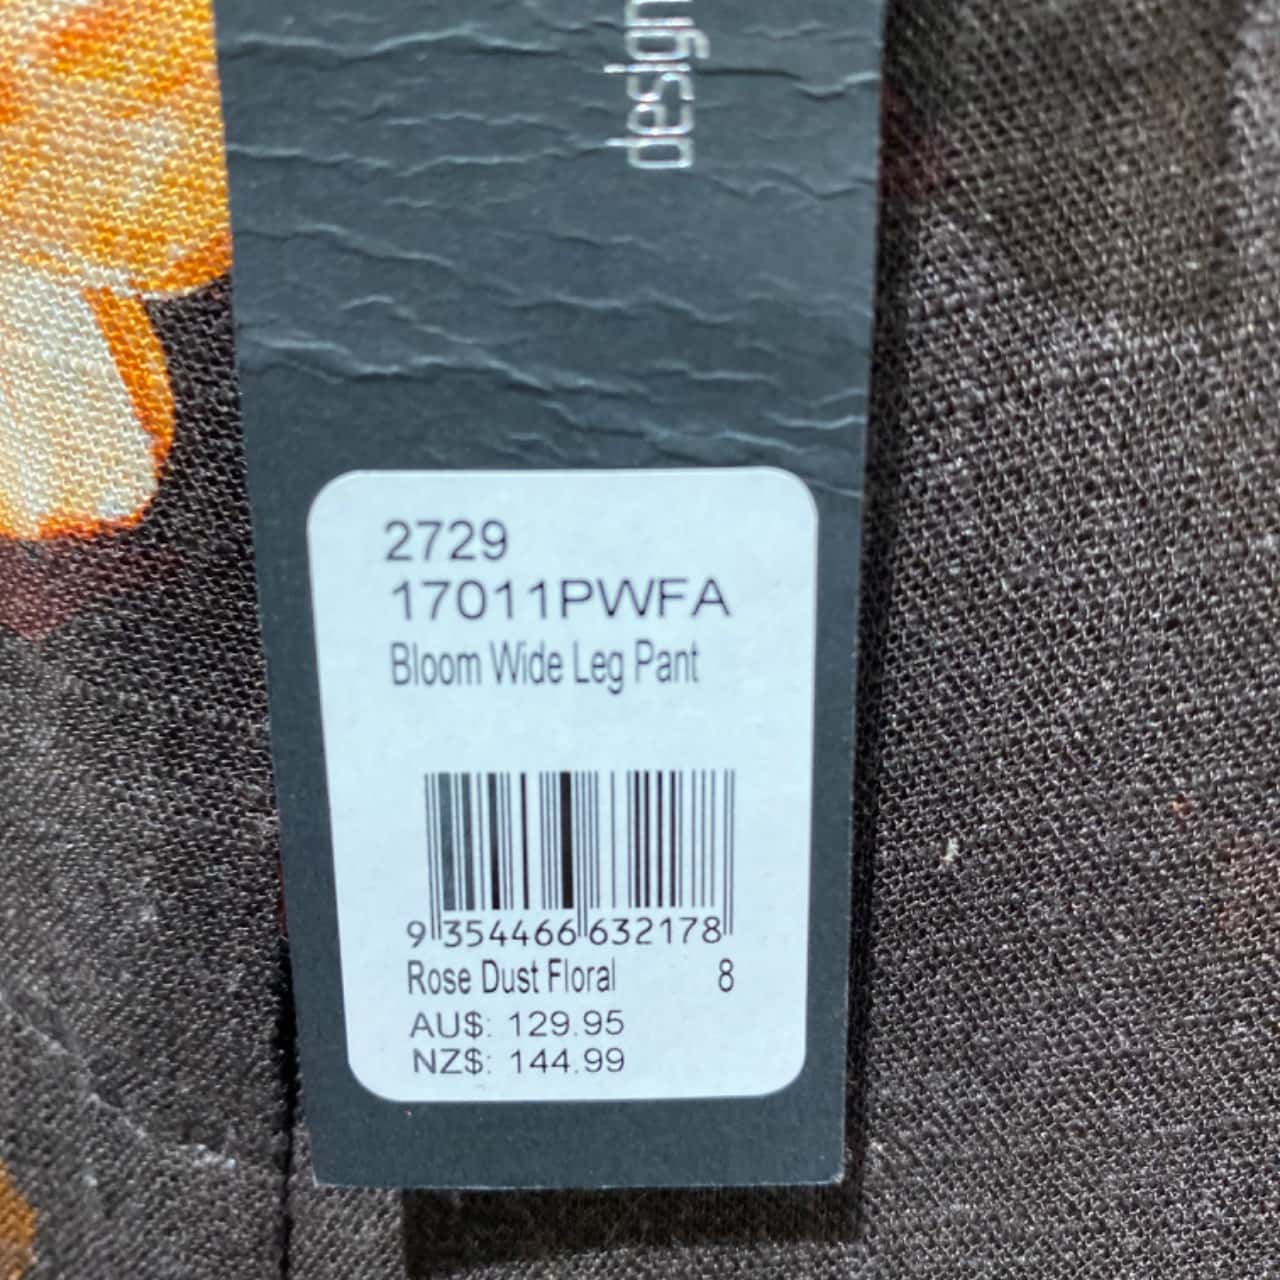 design
2729
17011PWFA
Bloom Wide Leg Pant
9 354466 632178
Rose Dust Floral 8
AU$: 129.95
NZ$: 144.99